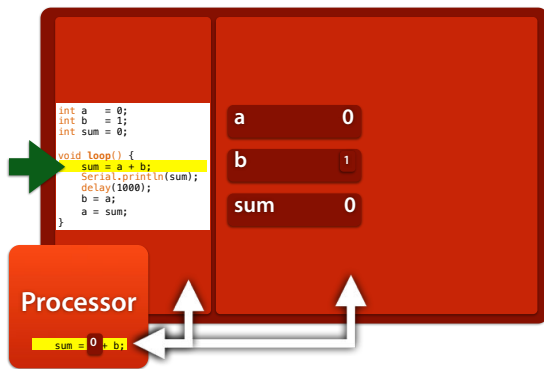 int a   = 0;
int b   = 1;
int sum = 0;
void loop() {
    sum = a + b;
    Serial.println(sum);
    delay(1000);
    b = a;
    a = sum;
}
a 0
b 1
sum 0
Processor
sum = 0 + b;